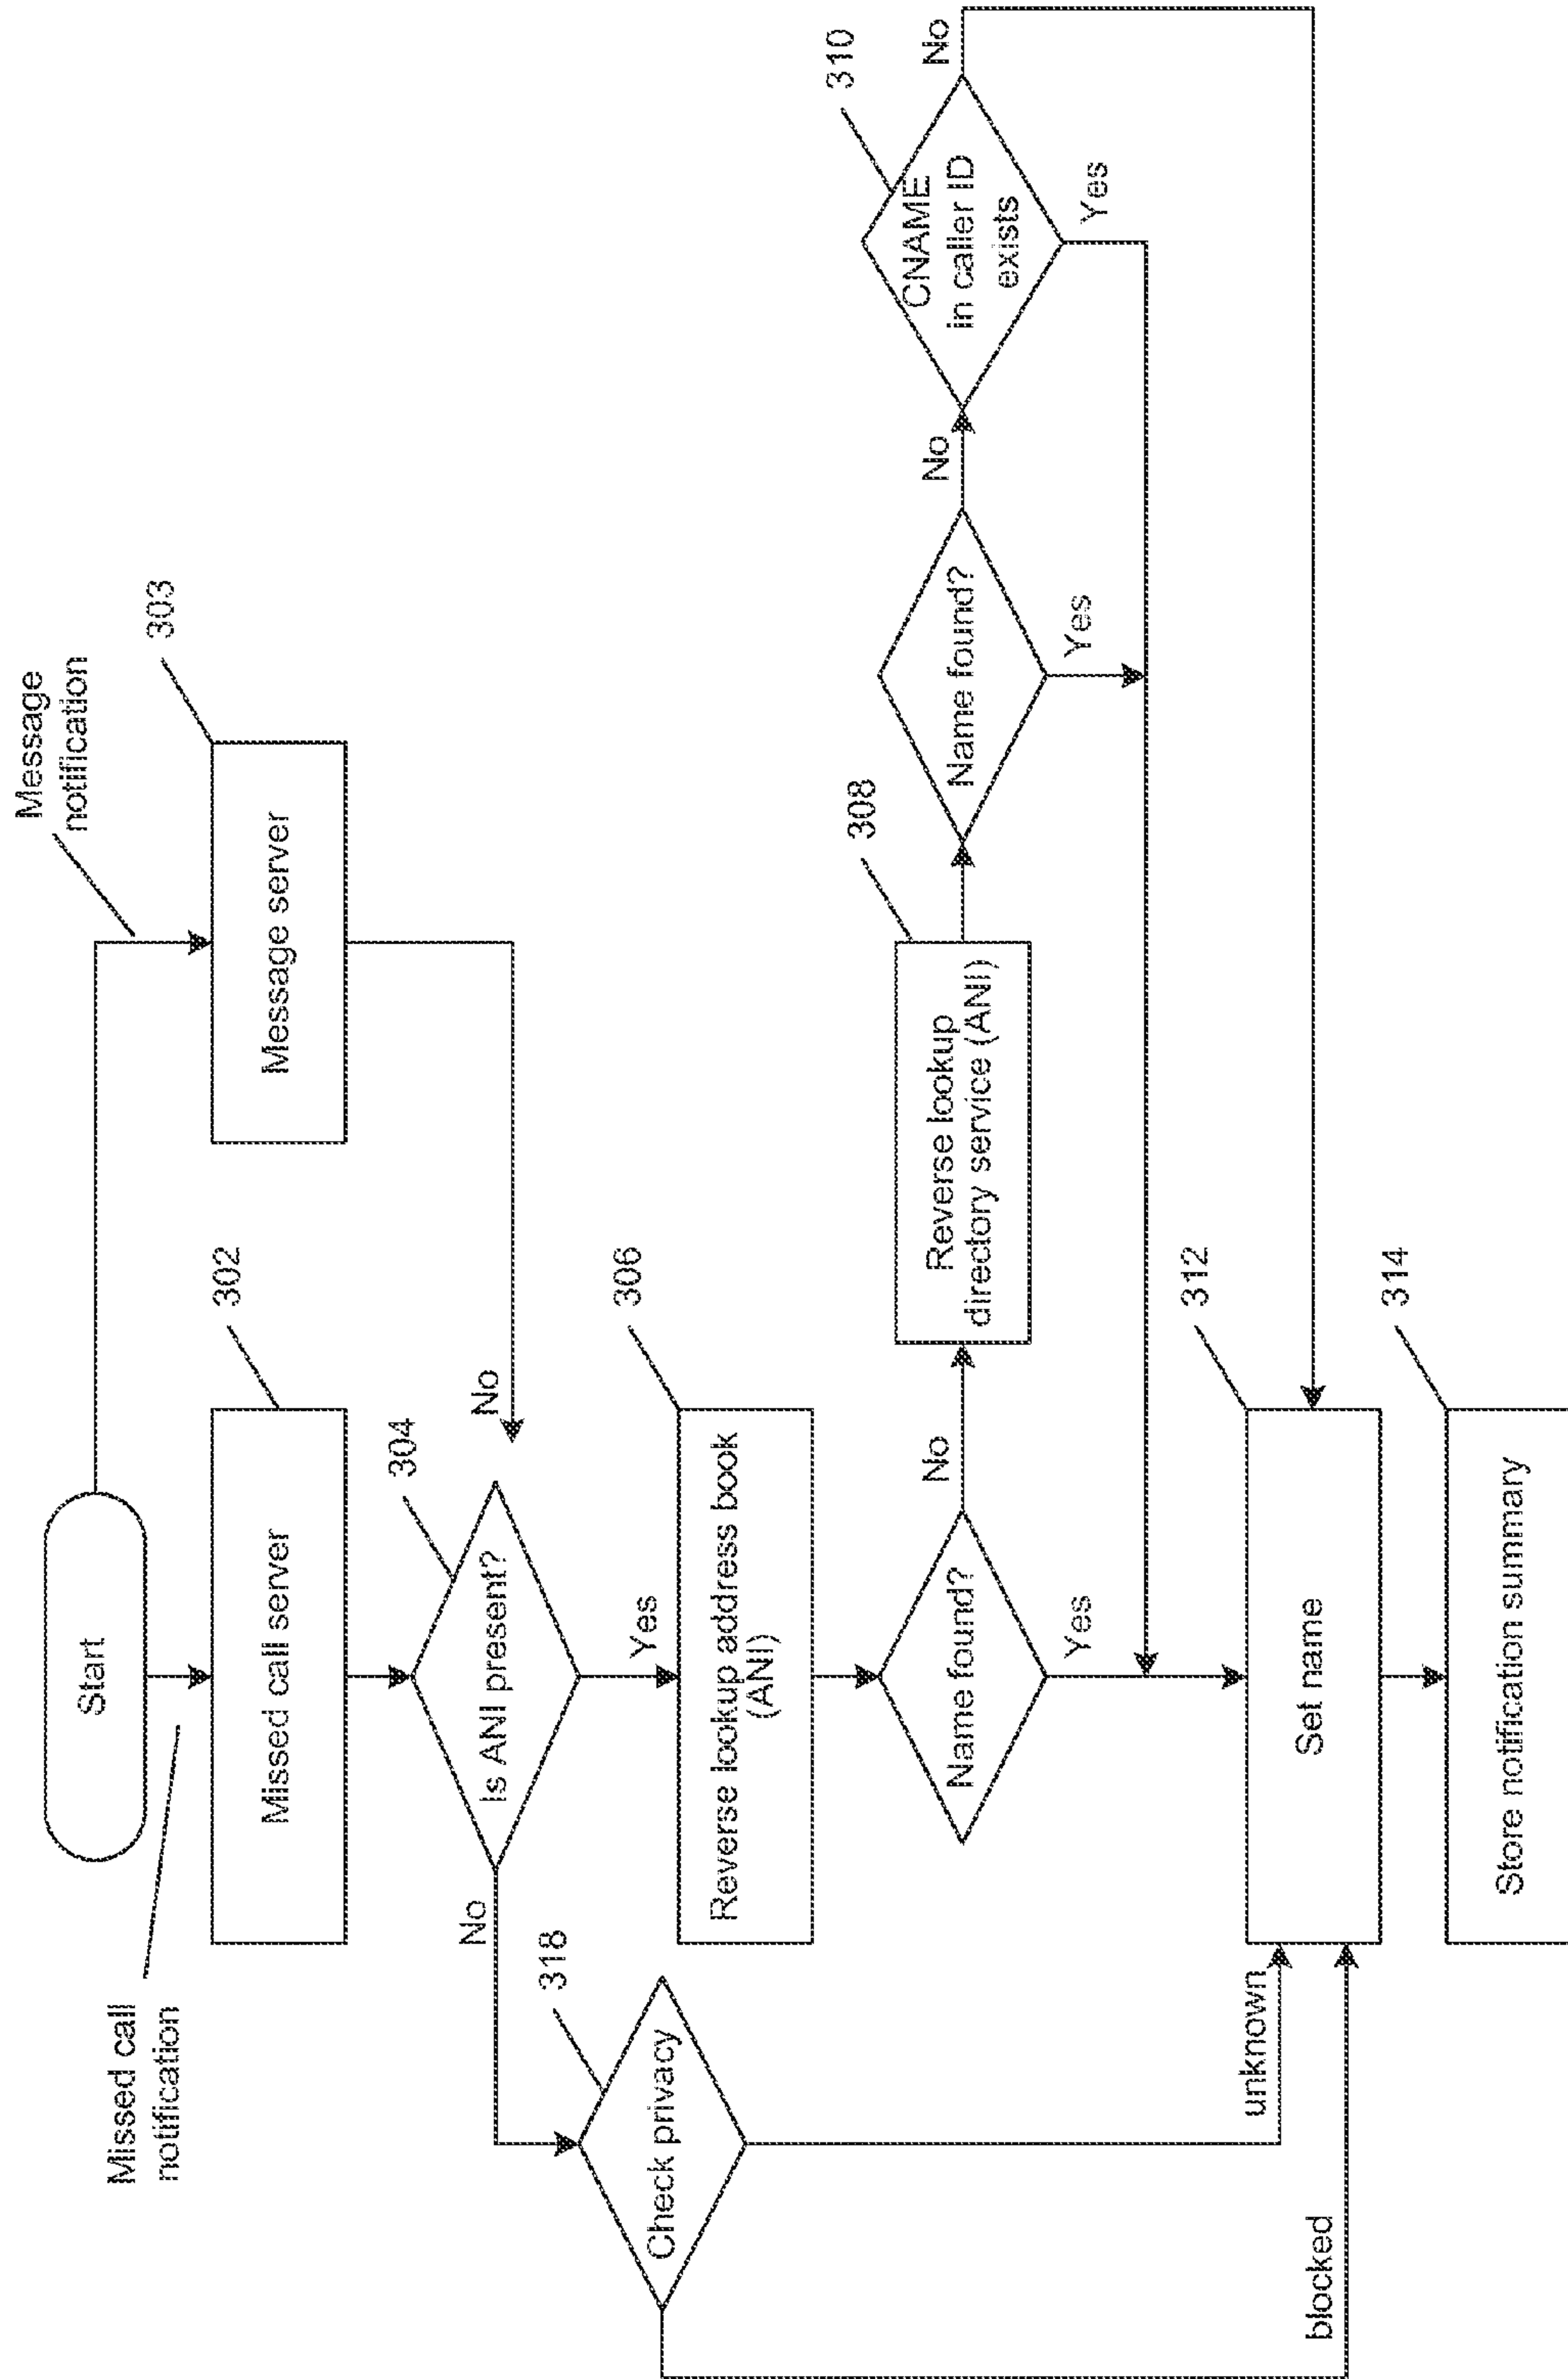 Start
Missed call
notification
Message
notification
302
Missed call server
303
Message server
304
Is ANI present?
No
No
Yes
318
Check privacy
306
Reverse lookup address book
(ANI)
Name found?
No
Yes
308
Reverse lookup
directory service (ANI)
Name found?
No
Yes
310
CNAME
in caller ID
exists
No
Yes
unknown
blocked
312
Set name
314
Store notification summary